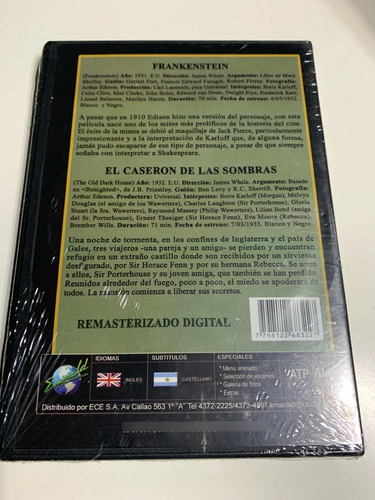 FRANKENSTEIN
(Frankenstein) Año: 1931. E.U. Dirección: James Whale. Argumento: Libro de Mary
Shelley. Guión: Garrett Fort, Francis Edward Faragot, Robert Florey. Fotografía:
Arthur Edeson. Producción: Carl Laemmle, para Universal. Intérpretes: Boris Karloff,
Colin Clive, Mae Clarke, John Boles, Edward van Sloan, Dwight Frye, Frederick Kerr,
Lionel Belmore, Marilyn Harris. Duración: 70 min. Fecha de estreno: 4/05/1932.
Blanco y Negro.
A pesar que en 1910 Edison hizo una versión del personaje, con esta
película nace uno de los mitos más prolíficos de la historia del cine.
El éxito de la misma se debió al maquillaje de Jack Pierce, particularmente
impresionante y a la interpretación de Karloff que, de alguna forma,
jamás pudo escaparse de ese tipo de personaje, a pesar de que siempre
soñaba con interpretar a Shakespeare.
EL CASERON DE LAS SOMBRAS
(The Old Dark House) Año: 1932. E.U. Dirección: James Whale. Argumento: Basado
en «Benighted», de J.B. Priestley. Guión: Ben Levy y R.C. Sherriff. Fotografía:
Arthur Edeson. Productora: Universal. Intérpretes: Boris Karloff (Morgan), Melvyn
Douglas (el amigo de los Wawerters), Charles Laughton (Sir Porterhouse), Gloria
Stuart (la Sra. Wawerters), Raymond Massey (Philip Wawerters), Lilian Bond (amiga
del Sr. Porterhouse), Ernest Thesiger (Sir Horace Fenn), Eva Moore (Rebecca),
Brember Wills. Duración: 71 min. Fecha de estreno: 7/03/1933. Blanco y Negro.
Una noche de tormenta, en los confines de Inglaterra y el país de
Gales, tres viajeros -una pareja y un amigo- se pierden y encuentran
refugio en un extraño castillo donde son recibidos por un sirviente
desfigurado, por Sir Horace Fenn y por su hermana Rebecca. Se unen a
ellos, Sir Porterhouse y su joven amiga, que también se han perdido.
Reunidos alrededor del fuego, poco a poco, el miedo se apoderará de
todos. La mansión comienza a liberar sus secretos.
REMASTERIZADO DIGITAL
7 798122 683227
IDIOMAS
INGLES
SUBTITULOS
CASTELLANO
ESPECIALES
• Menú animado
• Selección de escenas
• Galería de fotos
• Extras
ATP
Distribuido por ECE S.A. Av Callao 563 1º "A" Tel 4372-2225/4373-4891